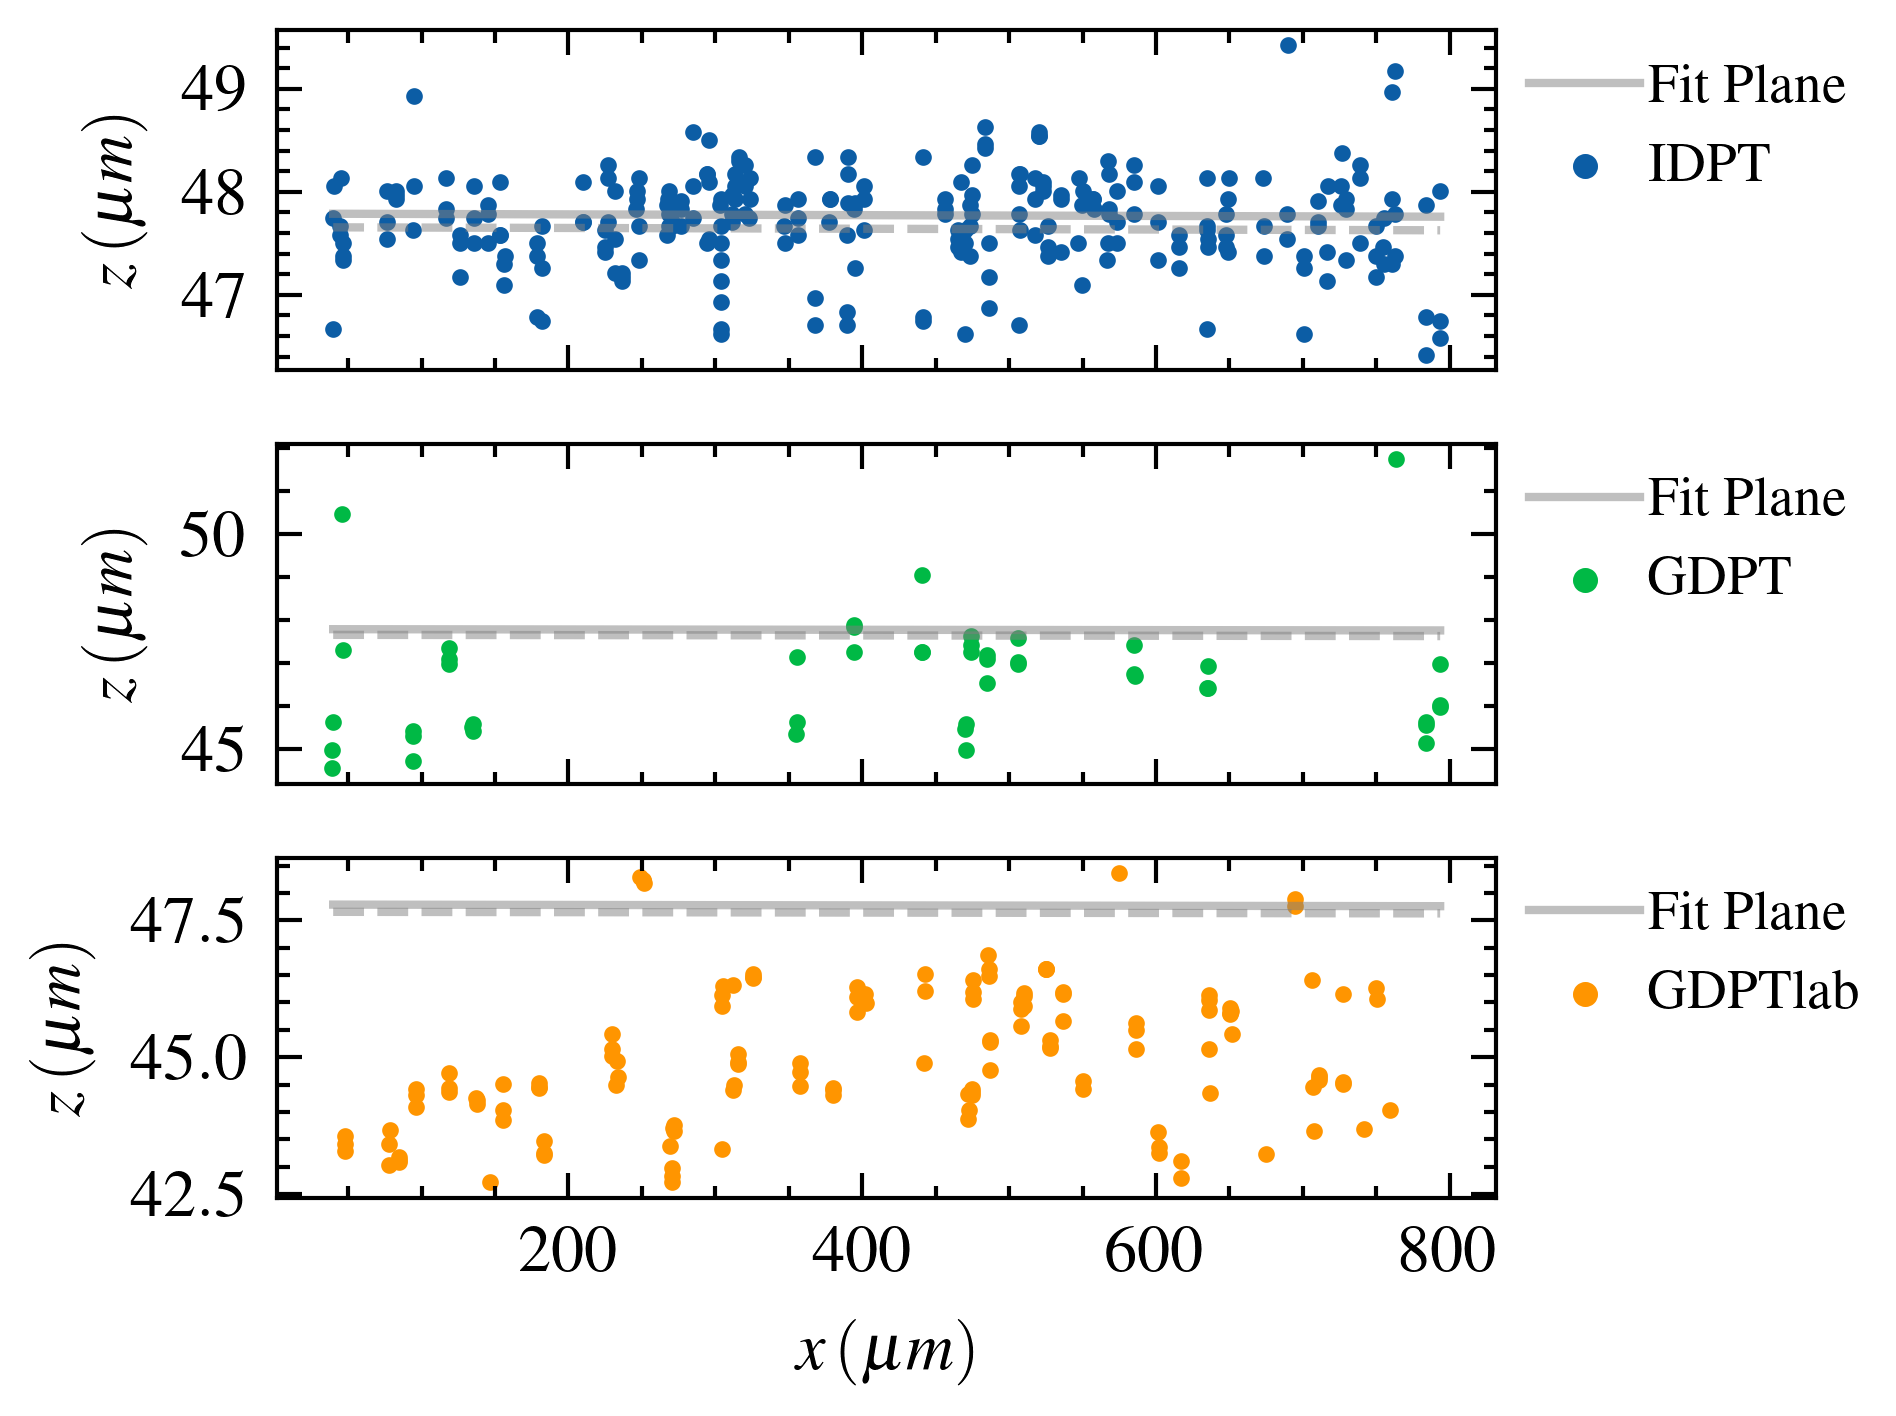 49
48
47
z (μm)
Fit Plane
IDPT
50
45
z (μm)
Fit Plane
GDPT
47.5
45.0
42.5
z (μm)
Fit Plane
GDPTlab
200 400 600 800
x (μm)